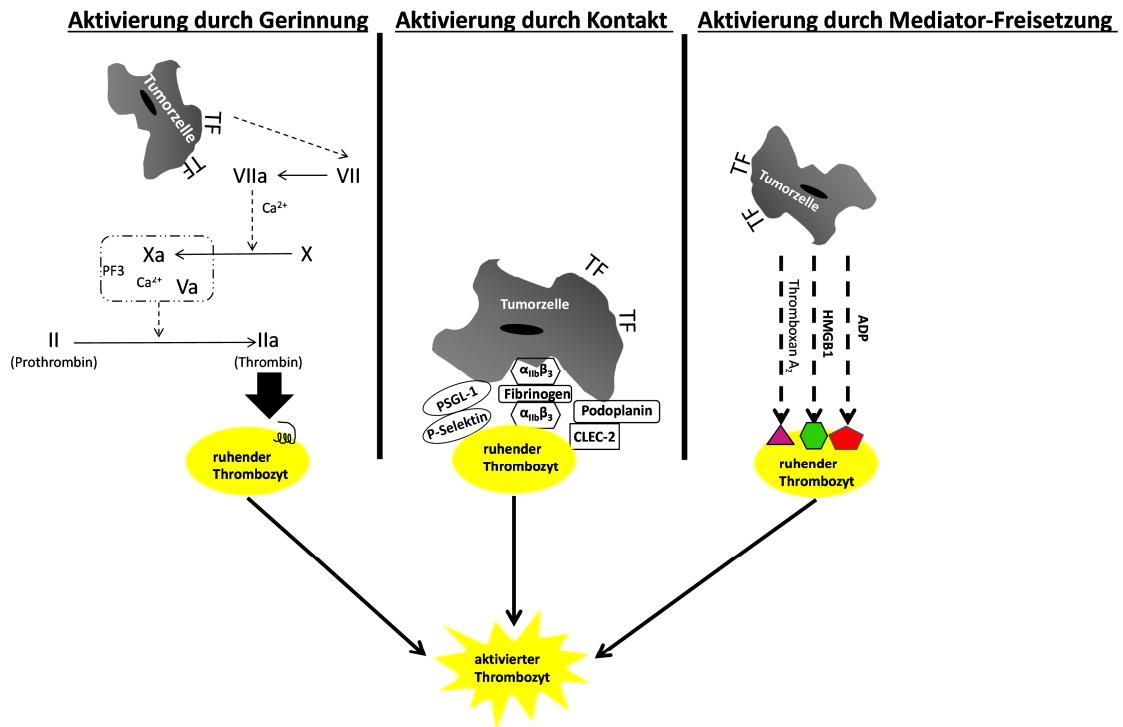 Aktivierung durch Gerinnung
Tumorzelle
TF
TF
VIIa
VII
Ca²⁺
Xa
X
PF3
Ca²⁺
Va
II
IIa
(Prothrombin)
(Thrombin)
ruhender
Thrombozyt
Aktivierung durch Kontakt
TF
Tumorzelle
TF
α_IIbβ₃
PSGL-1
Fibrinogen
α_IIbβ₃
Podoplanin
P-Selektin
CLEC-2
ruhender
Thrombozyt
Aktivierung durch Mediator-Freisetzung
TF
Tumorzelle
TF
Thromboxan A₂
HMGB1
ADP
ruhender
Thrombozyt
aktivierter
Thrombozyt